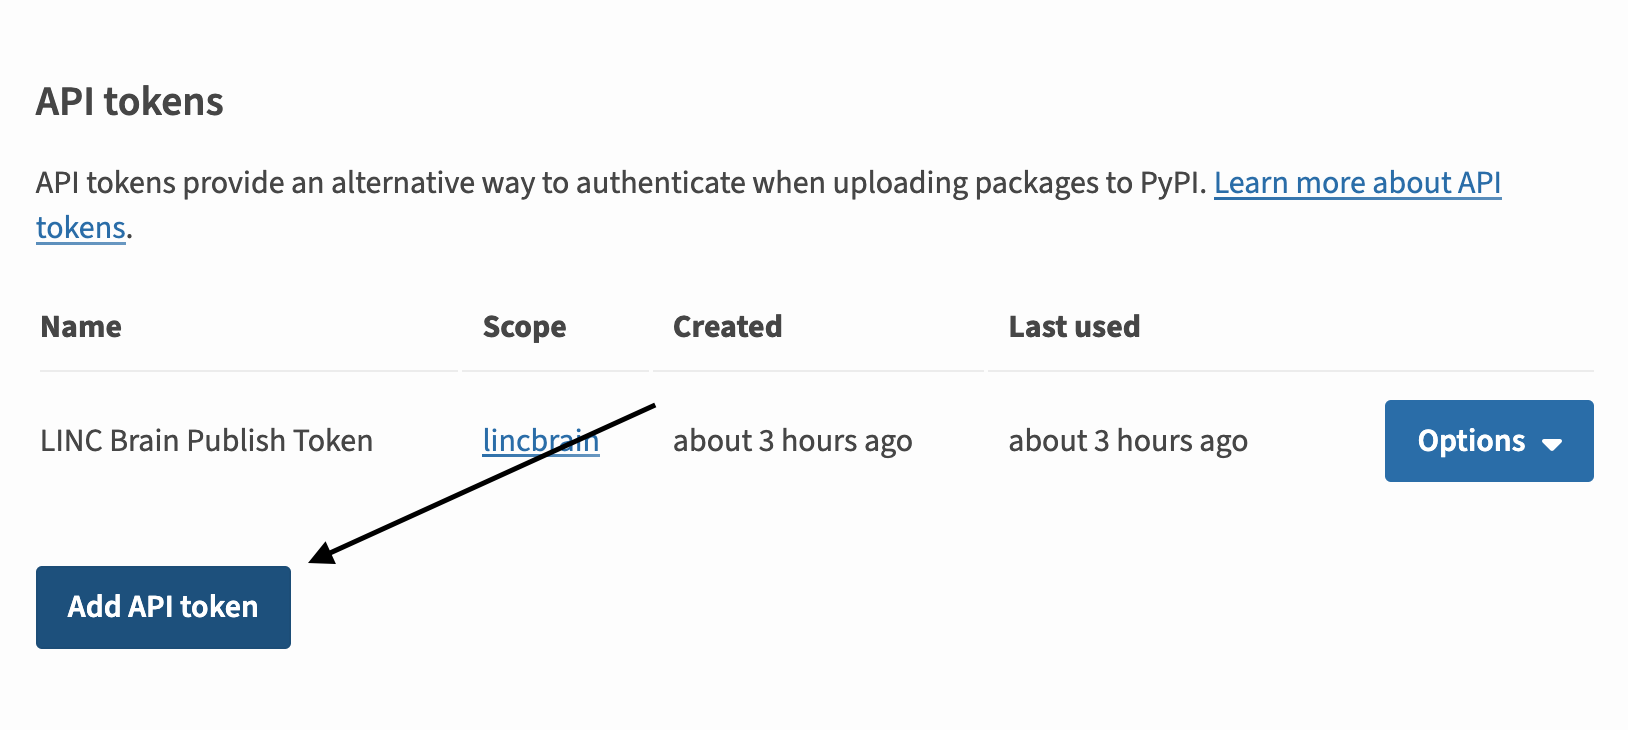 API tokens
API tokens provide an alternative way to authenticate when uploading packages to PyPI. Learn more about API
tokens.
Name Scope Created Last used
LINC Brain Publish Token lincbrain about 3 hours ago about 3 hours ago Options
Add API token